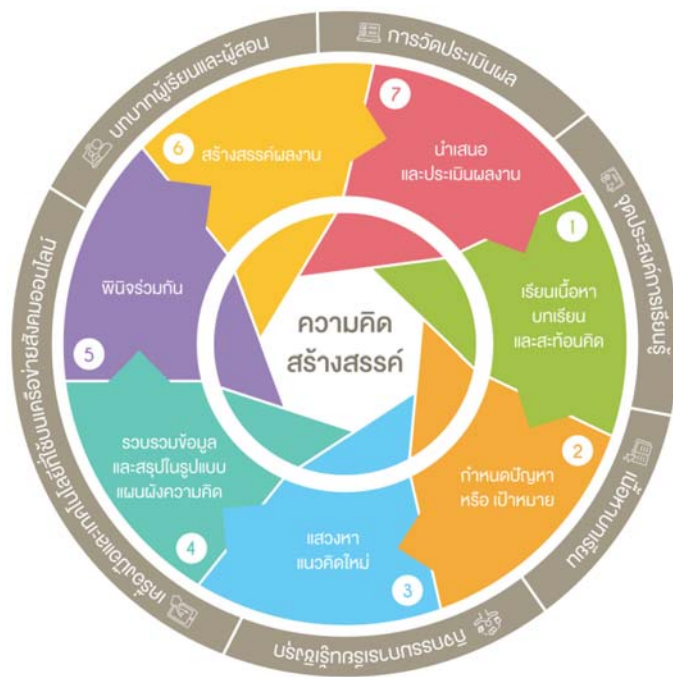 การวัดประเมินผล
จุดประสงค์การเรียนรู้
เนื้อหาบทเรียน
กิจกรรมการเรียนรู้เชิงรุก
เครื่องมือและเทคโนโลยีที่ใช้บนเครือข่ายสังคมออนไลน์
บทบาทผู้เรียนและผู้สอน
ความคิด
สร้างสรรค์
1
เรียนเนื้อหา
บทเรียน
และสะท้อนคิด
2
กำหนดปัญหา
หรือ เป้าหมาย
3
แสวงหา
แนวคิดใหม่
4
รวบรวมข้อมูล
และสรุปในรูปแบบ
แผนผังความคิด
5
พินิจร่วมกัน
6
สร้างสรรค์ผลงาน
7
นำเสนอ
และประเมินผลงาน